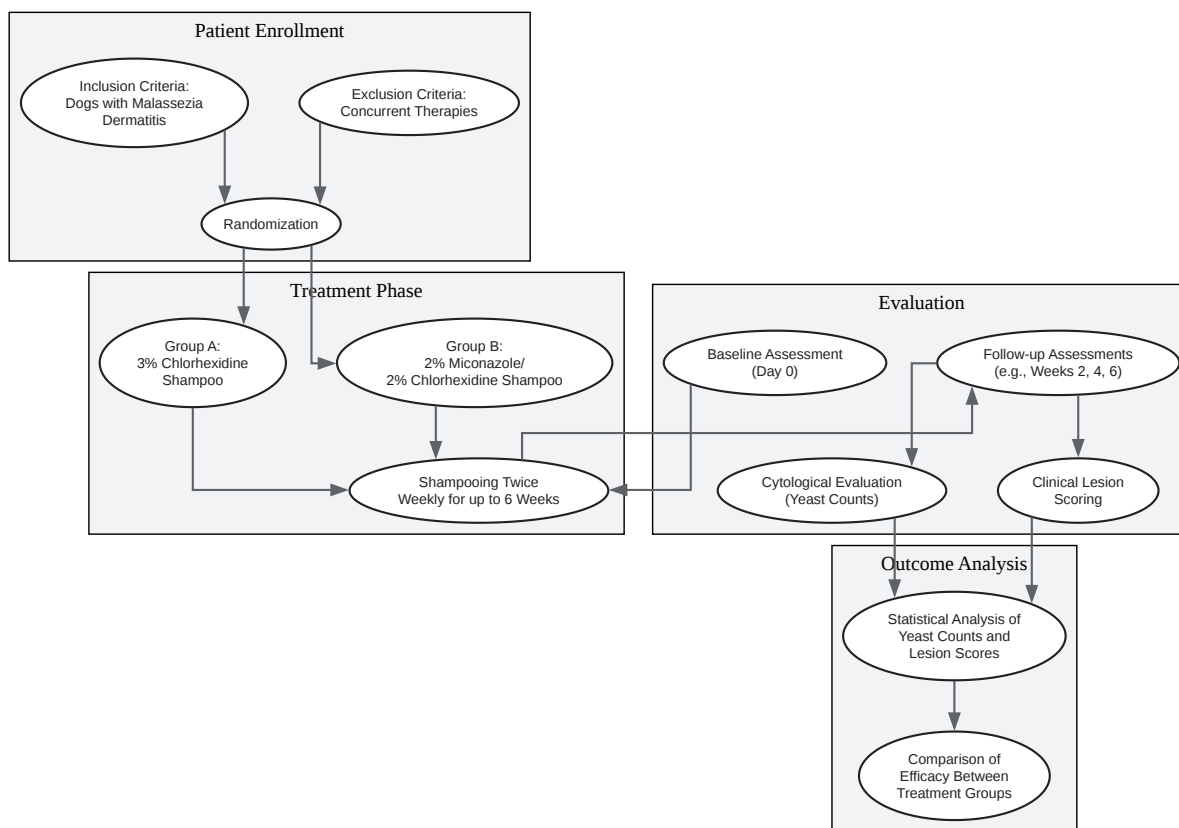 Patient Enrollment
Inclusion Criteria:
Dogs with Malassezia
Dermatitis
Exclusion Criteria:
Concurrent Therapies
Randomization
Treatment Phase
Group A:
3% Chlorhexidine
Shampoo
Group B:
2% Miconazole/
2% Chlorhexidine Shampoo
Shampooing Twice
Weekly for up to 6 Weeks
Evaluation
Baseline Assessment
(Day 0)
Follow-up Assessments
(e.g., Weeks 2, 4, 6)
Cytological Evaluation
(Yeast Counts)
Clinical Lesion
Scoring
Outcome Analysis
Statistical Analysis of
Yeast Counts and
Lesion Scores
Comparison of
Efficacy Between
Treatment Groups